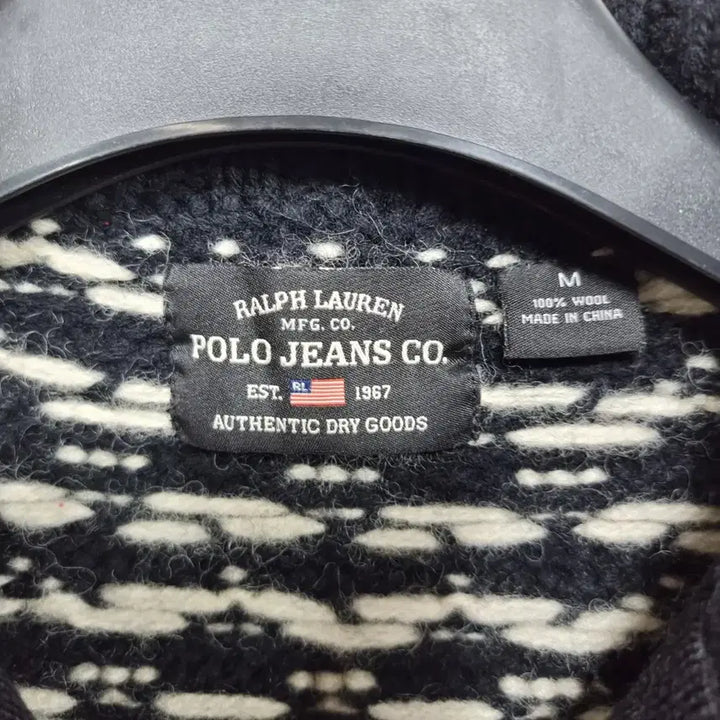 RALPH LAUREN
MFG. CO.
POLO JEANS CO.
EST. RL 1967
AUTHENTIC DRY GOODS
M
100% WOOL
MADE IN CHINA